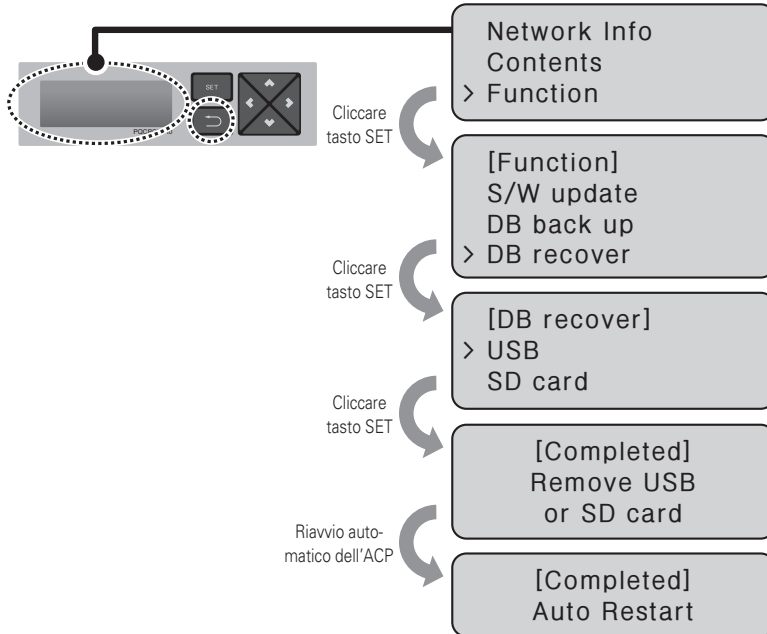 Network Info
Contents
> Function
SET
Cliccare
tasto SET
[Function]
S/W update
DB back up
> DB recover
Cliccare
tasto SET
[DB recover]
> USB
SD card
Cliccare
tasto SET
[Completed]
Remove USB
or SD card
Riavvio auto-
matico dell'ACP
[Completed]
Auto Restart